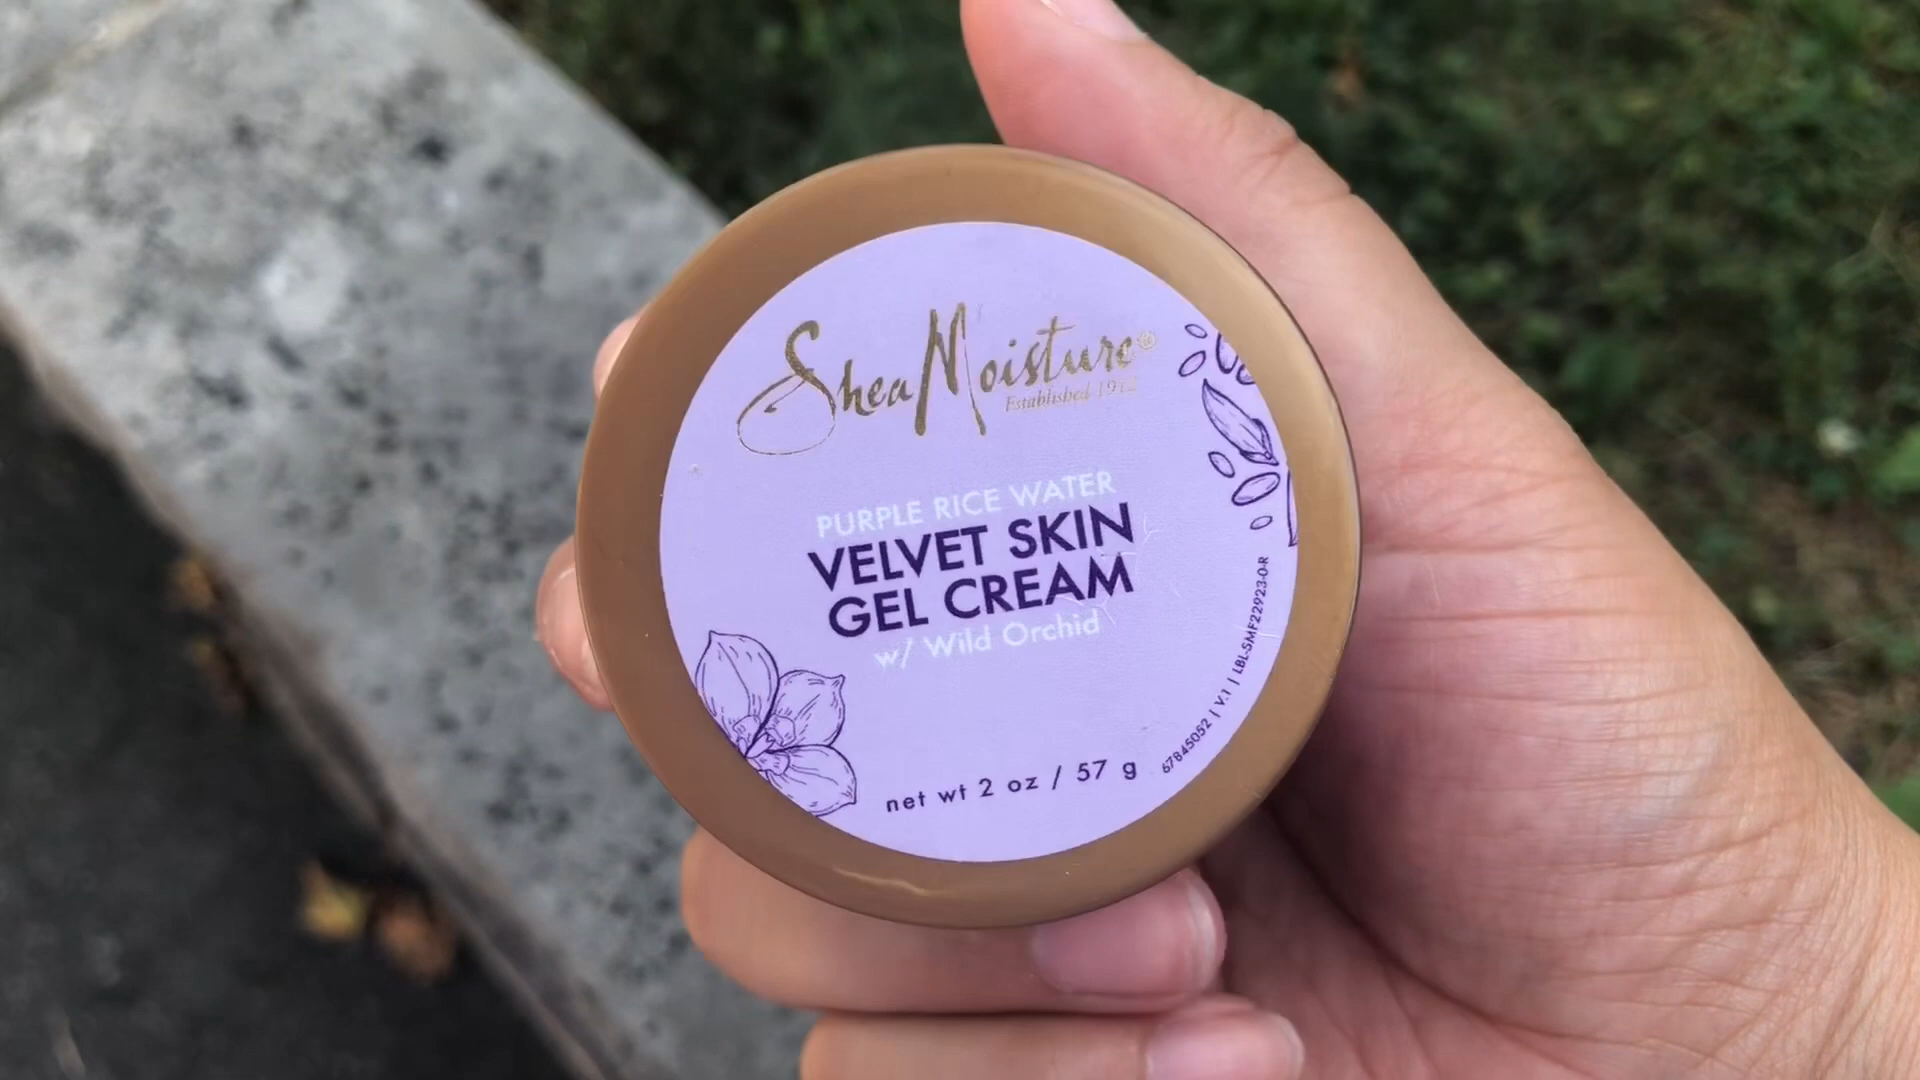 SheaMoisture®
Established 1912
PURPLE RICE WATER
VELVET SKIN
GEL CREAM
w/ Wild Orchid
net wt 2 oz / 57 g
67845052 | V.1 | LBL-SMF22923-0-R